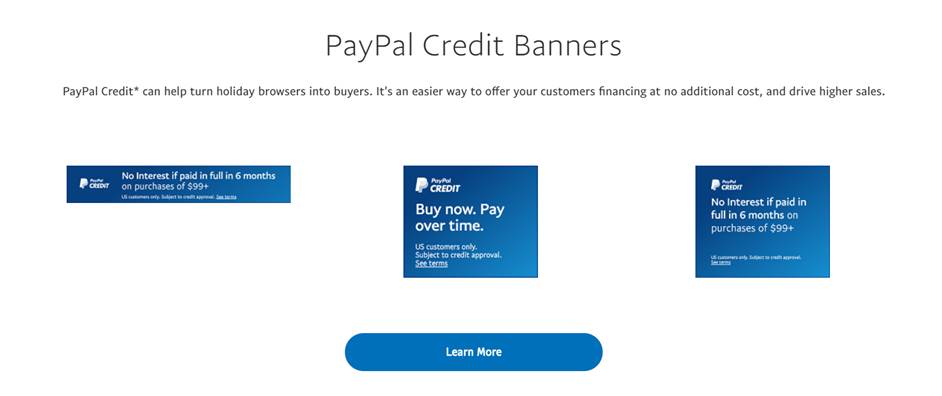 PayPal Credit Banners
PayPal Credit* can help turn holiday browsers into buyers. It's an easier way to offer your customers financing at no additional cost, and drive higher sales.
PayPal
CREDIT
No Interest if paid in full in 6 months
on purchases of $99+
US customers only. Subject to credit approval. See terms
PayPal
CREDIT
Buy now. Pay
over time.
US customers only.
Subject to credit approval.
See terms
PayPal
CREDIT
No Interest if paid in
full in 6 months on
purchases of $99+
US customers only. Subject to credit approval.
See terms
Learn More